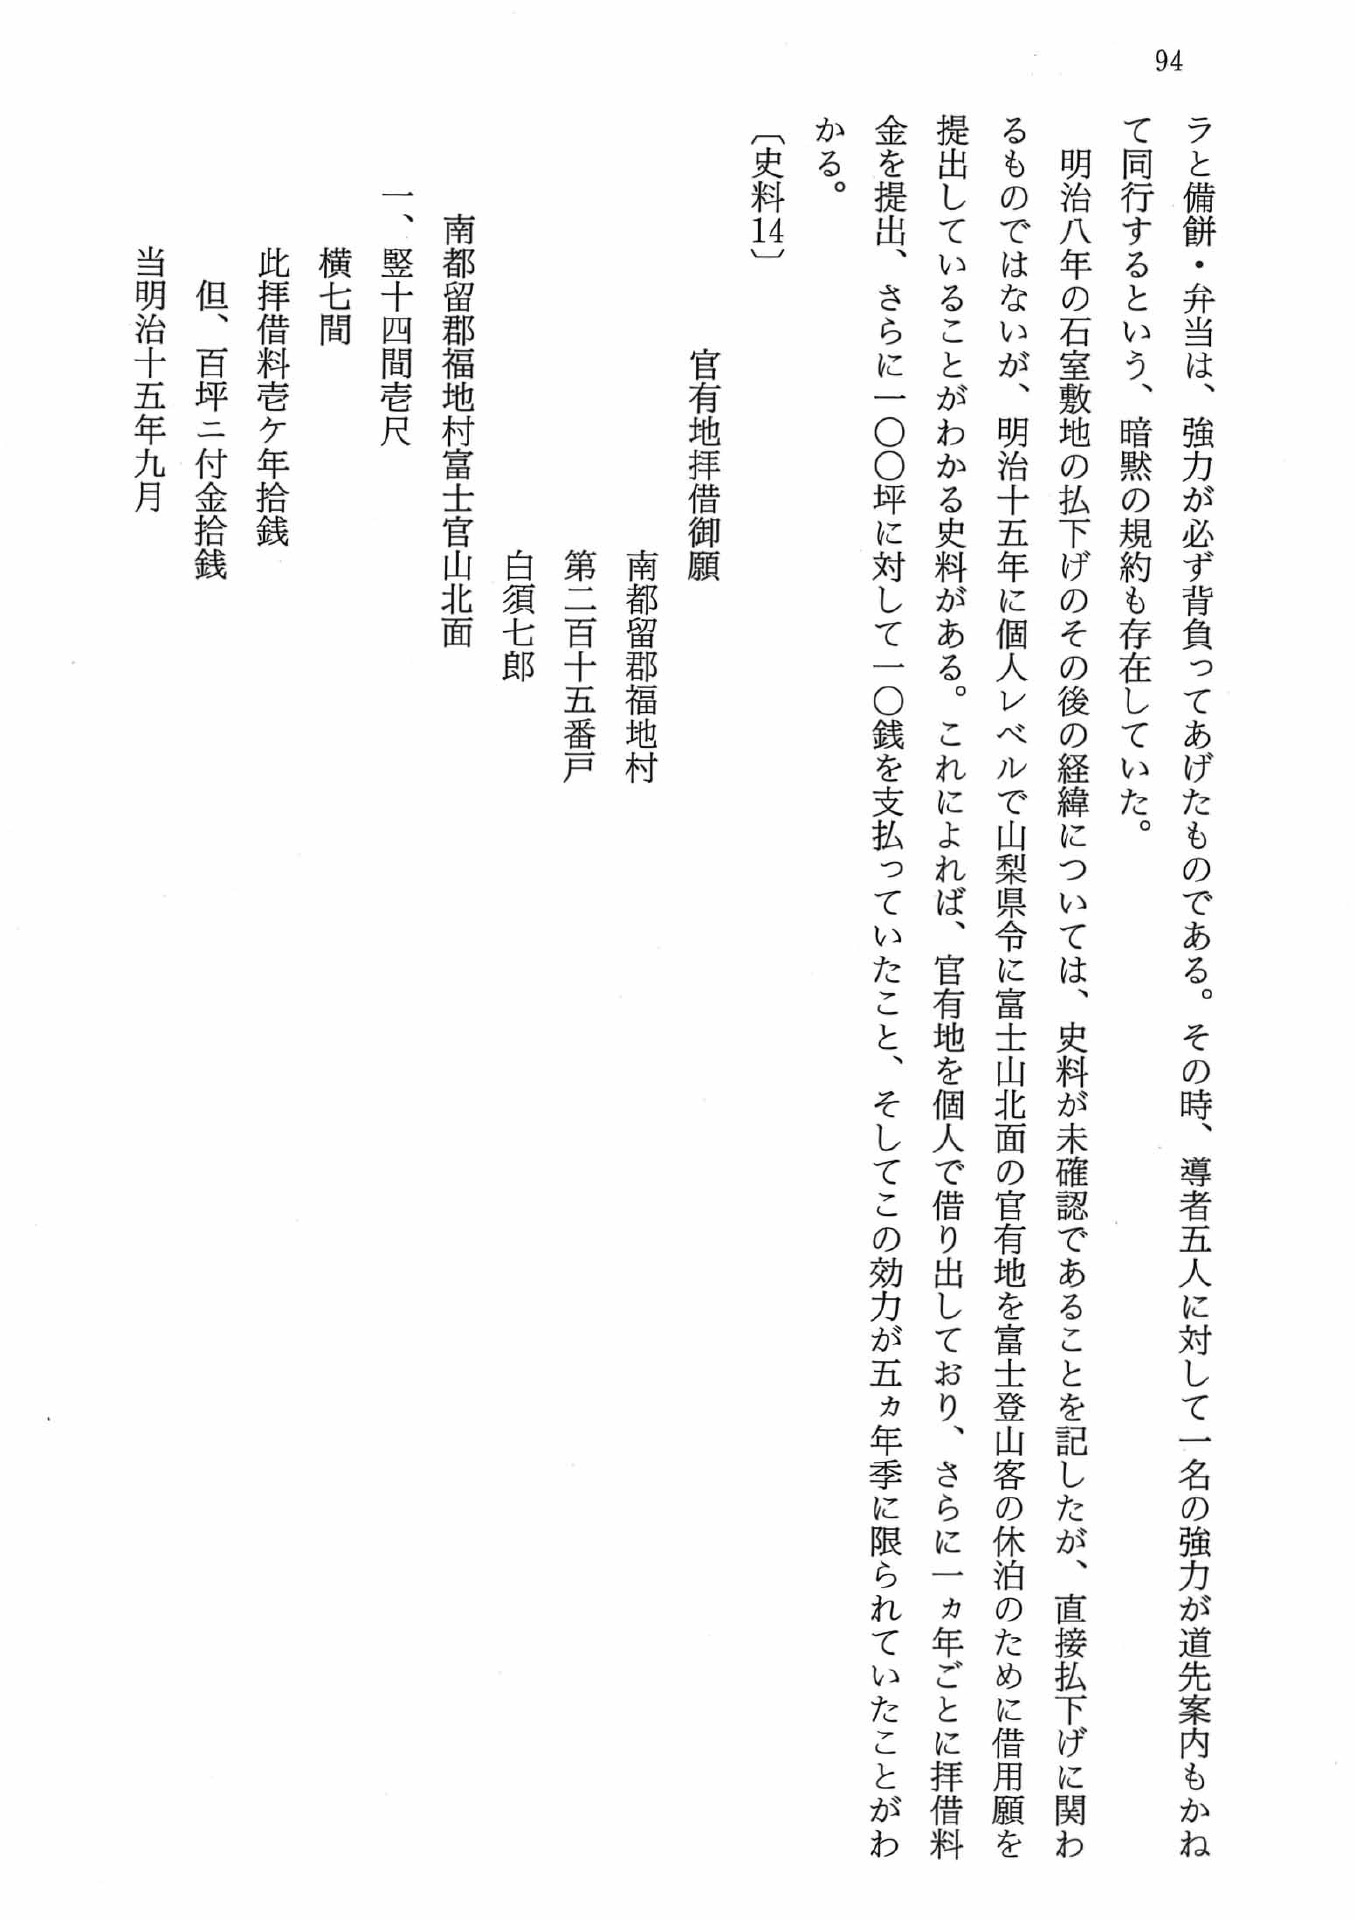 94
ラと備餅・弁当は、強力が必ず背負ってあげたものである。その時、導者五人に対して一名の強力が道先案内もかね
て同行するという、暗黙の規約も存在していた。
明治八年の石室敷地の払下げのその後の経緯については、史料が未確認であることを記したが、直接払下げに関わ
るものではないが、明治十五年に個人レベルで山梨県令に富士山北面の官有地を富士登山客の休泊のために借用願を
提出していることがわかる史料がある。これによれば、官有地を個人で借り出しており、さらに一ヵ年ごとに拝借料
金を提出、さらに一〇〇坪に対して一〇銭を支払っていたこと、そしてこの効力が五ヵ年季に限られていたことがわ
かる。
〔史料14〕
官有地拝借御願
南都留郡福地村
第二百十五番戸
白須七郎
南都留郡福地村富士官山北面
一、竪十四間壱尺
横七間
此拝借料壱ケ年拾銭
但、百坪ニ付金拾銭
当明治十五年九月